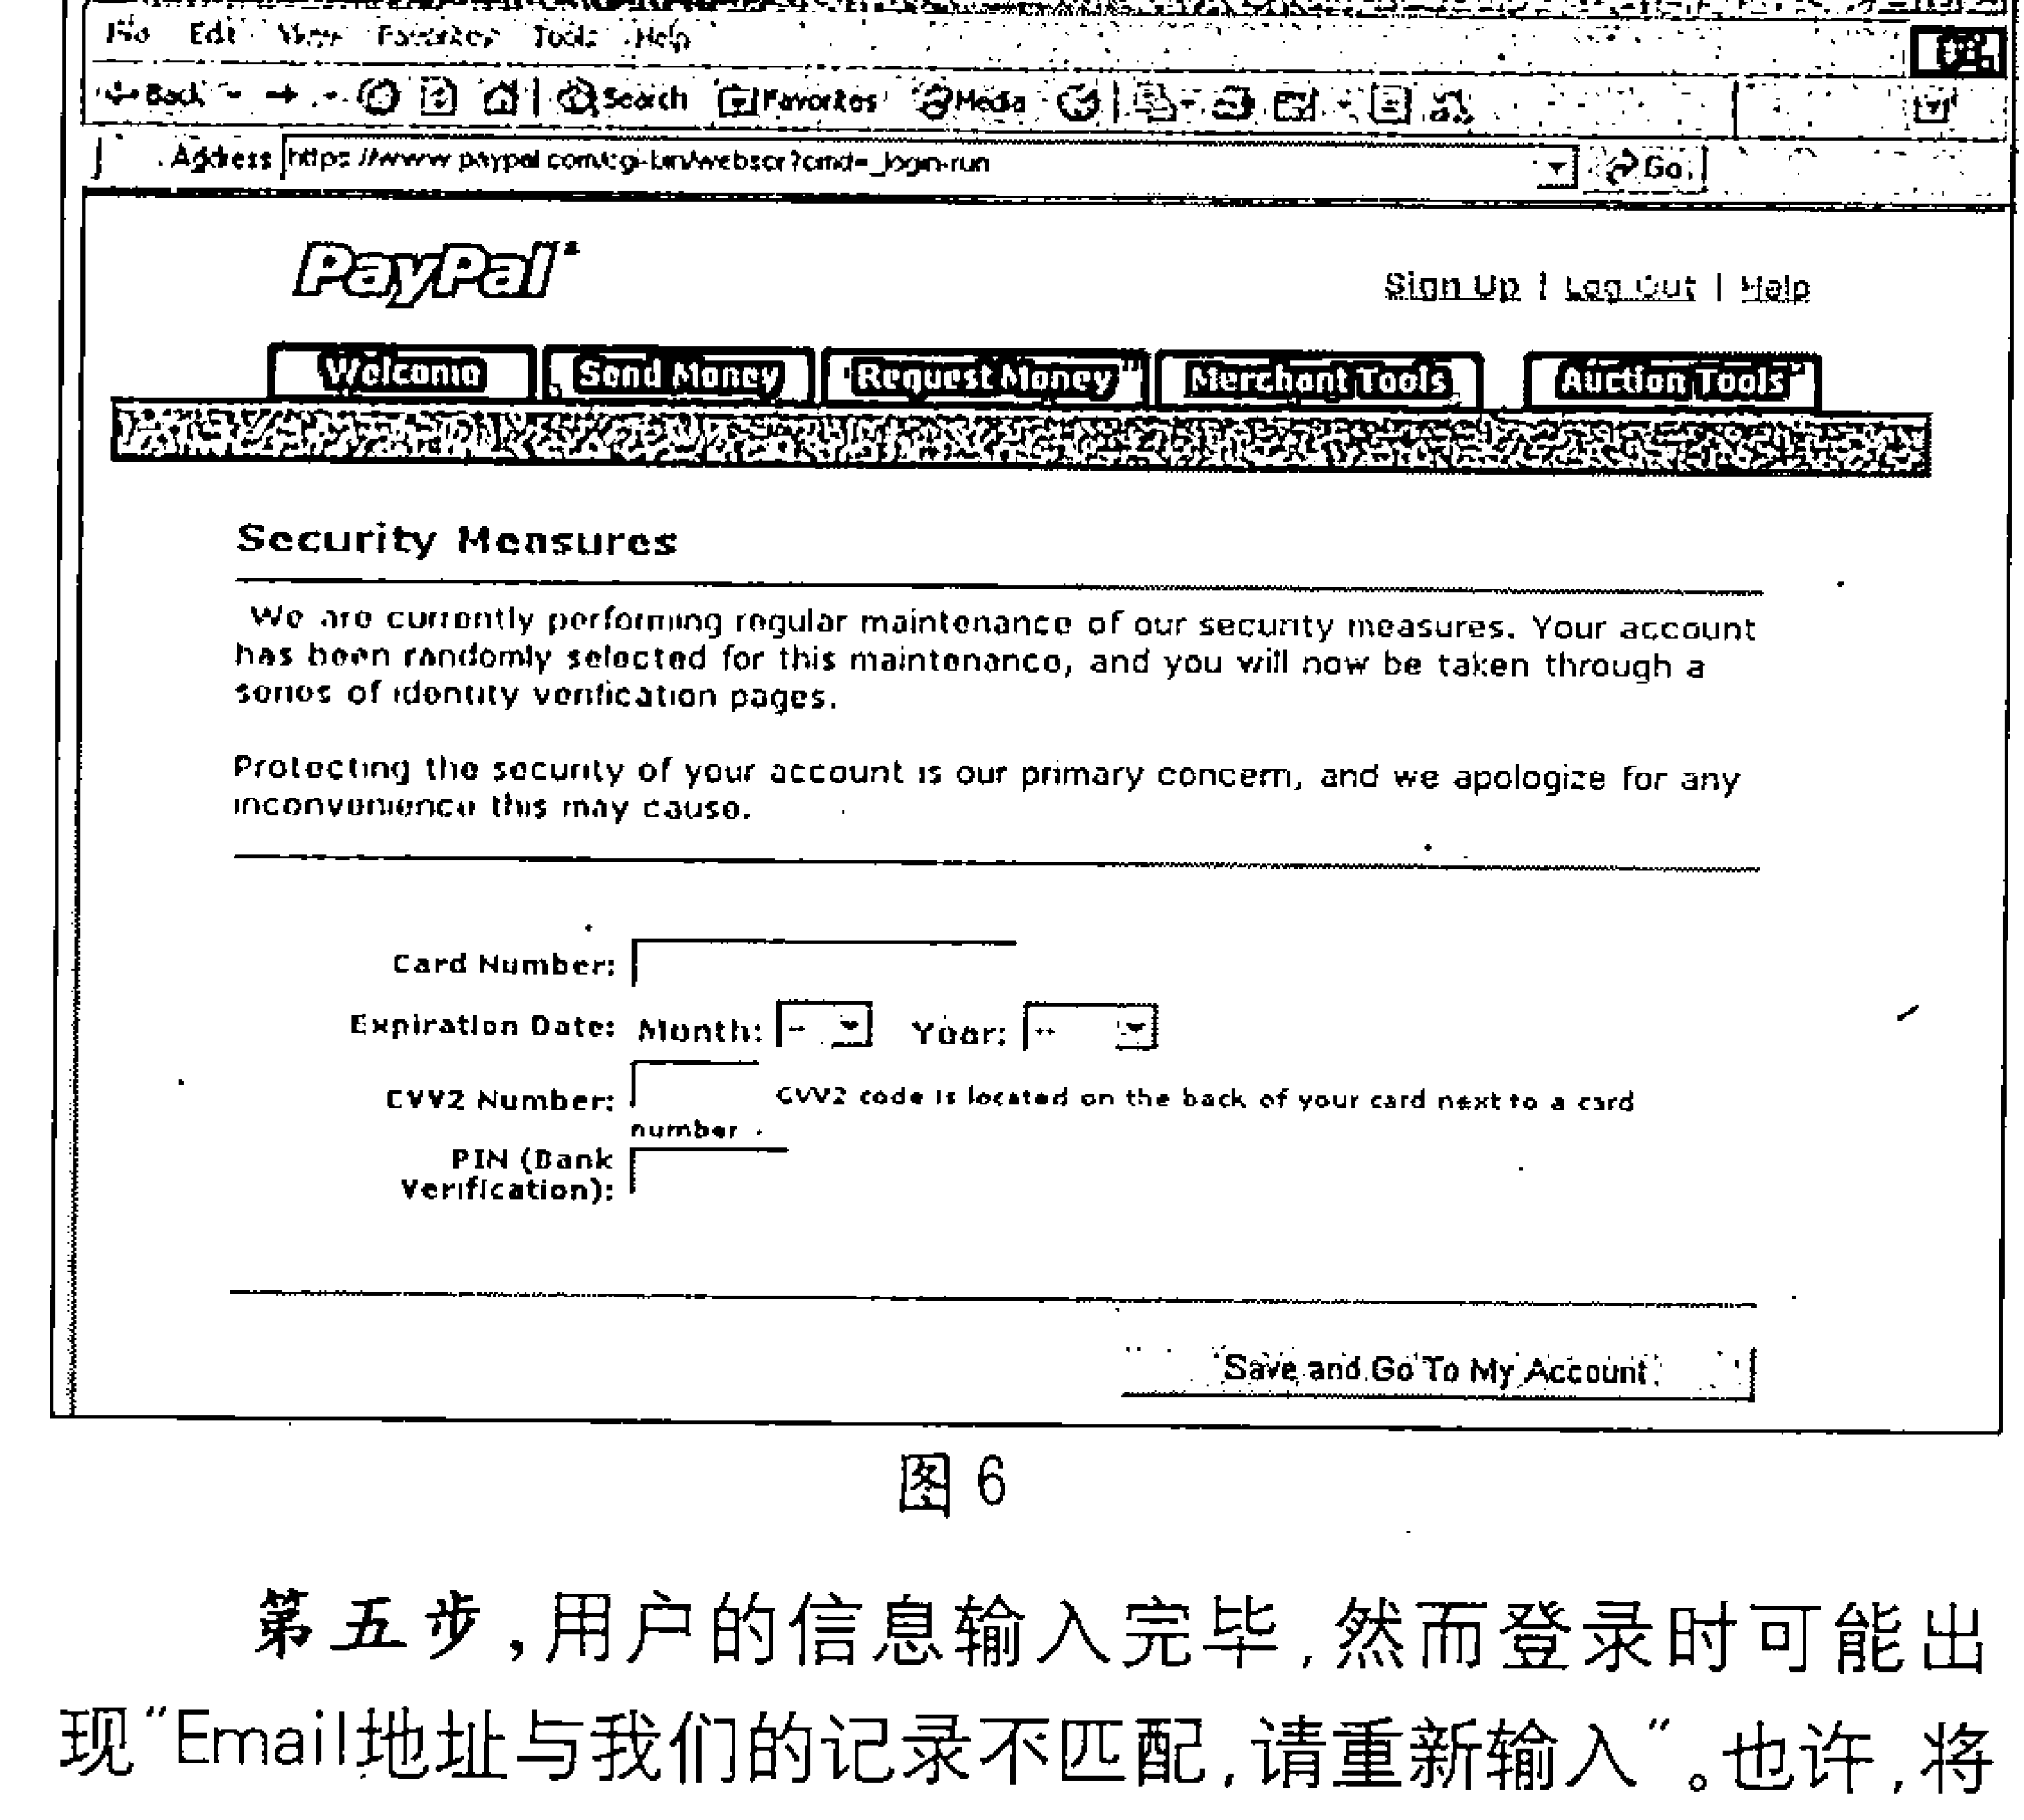 Edit View Favorites Tools Help
Back Search Favorites Media
Address https://www.paypal.com/cgi-bin/webscr?cmd=_login-run Go
PayPal
Sign Up | Log Out | Help
Welcome Send Money Request Money Merchant Tools Auction Tools
Security Measures
We are currently performing regular maintenance of our security measures. Your account
has been randomly selected for this maintenance, and you will now be taken through a
series of identity verification pages.
Protecting the security of your account is our primary concern, and we apologize for any
inconvenience this may cause.
Card Number:
Expiration Date: Month: -- Year: --
CVV2 Number: CVV2 code is located on the back of your card next to a card
number
PIN (Bank
Verification):
Save and Go To My Account
图 6
第五步,用户的信息输入完毕,然而登录时可能出
现“Email地址与我们的记录不匹配,请重新输入”。也许,将